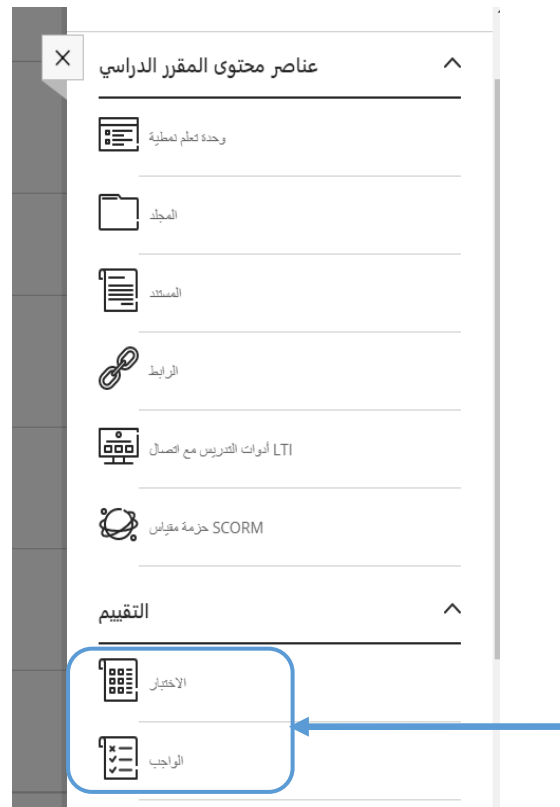 عناصر محتوى المقرر الدراسي
وحدة تعلم نمطية
المجلد
المستند
الرابط
LTI أدوات التدريس مع اتصال
SCORM حزمة مقياس
التقييم
الاختبار
الواجب